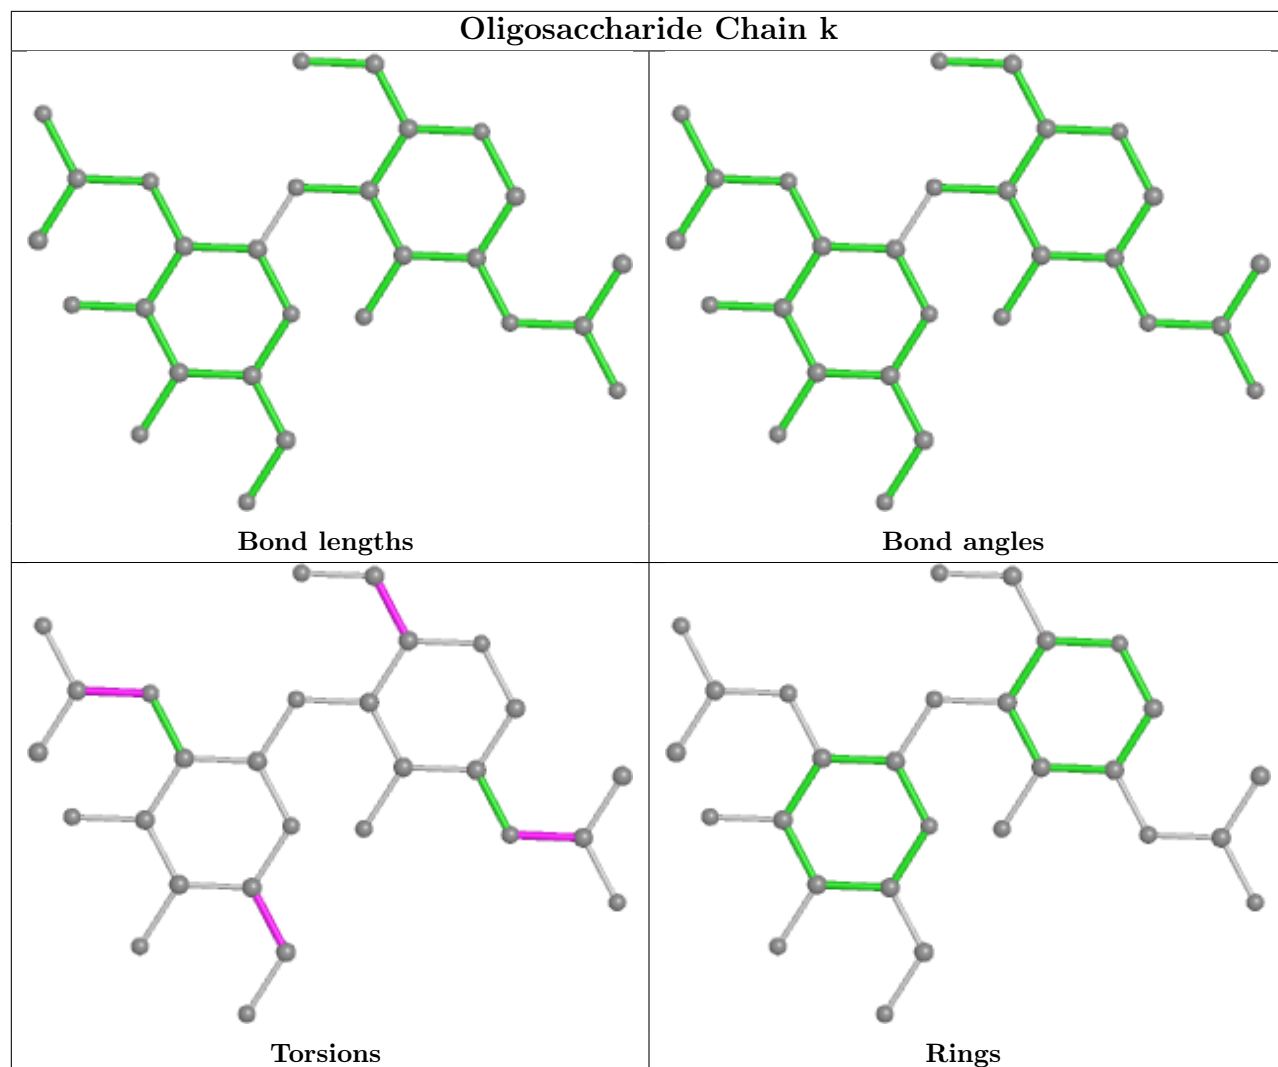 Oligosaccharide Chain k
Bond lengths
Bond angles
Torsions
Rings